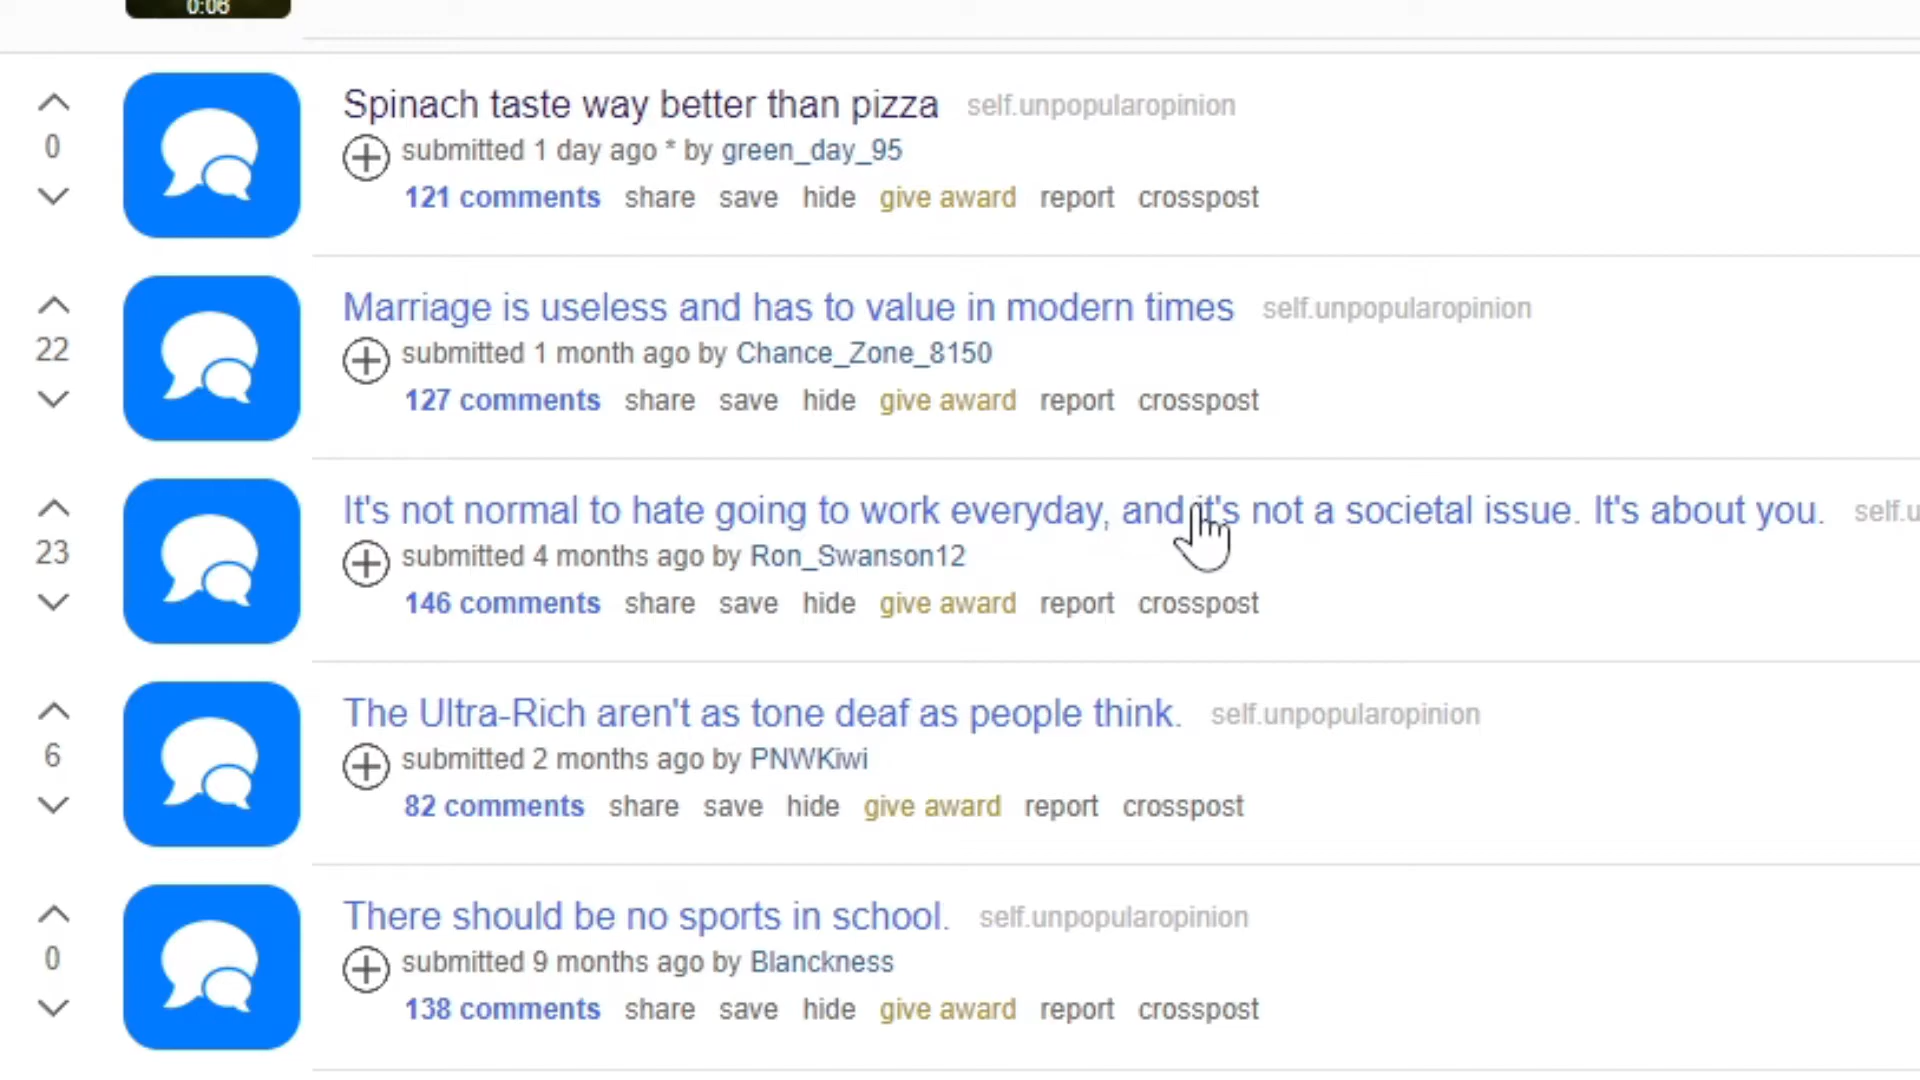 0:06
Spinach taste way better than pizza self.unpopularopinion
0
submitted 1 day ago * by green_day_95
121 comments share save hide give award report crosspost
Marriage is useless and has to value in modern times self.unpopularopinion
22
submitted 1 month ago by Chance_Zone_8150
127 comments share save hide give award report crosspost
It's not normal to hate going to work everyday, and it's not a societal issue. It's about you. self.u
23
submitted 4 months ago by Ron_Swanson12
146 comments share save hide give award report crosspost
The Ultra-Rich aren't as tone deaf as people think. self.unpopularopinion
6
submitted 2 months ago by PNWKiwi
82 comments share save hide give award report crosspost
There should be no sports in school. self.unpopularopinion
0
submitted 9 months ago by Blanckness
138 comments share save hide give award report crosspost